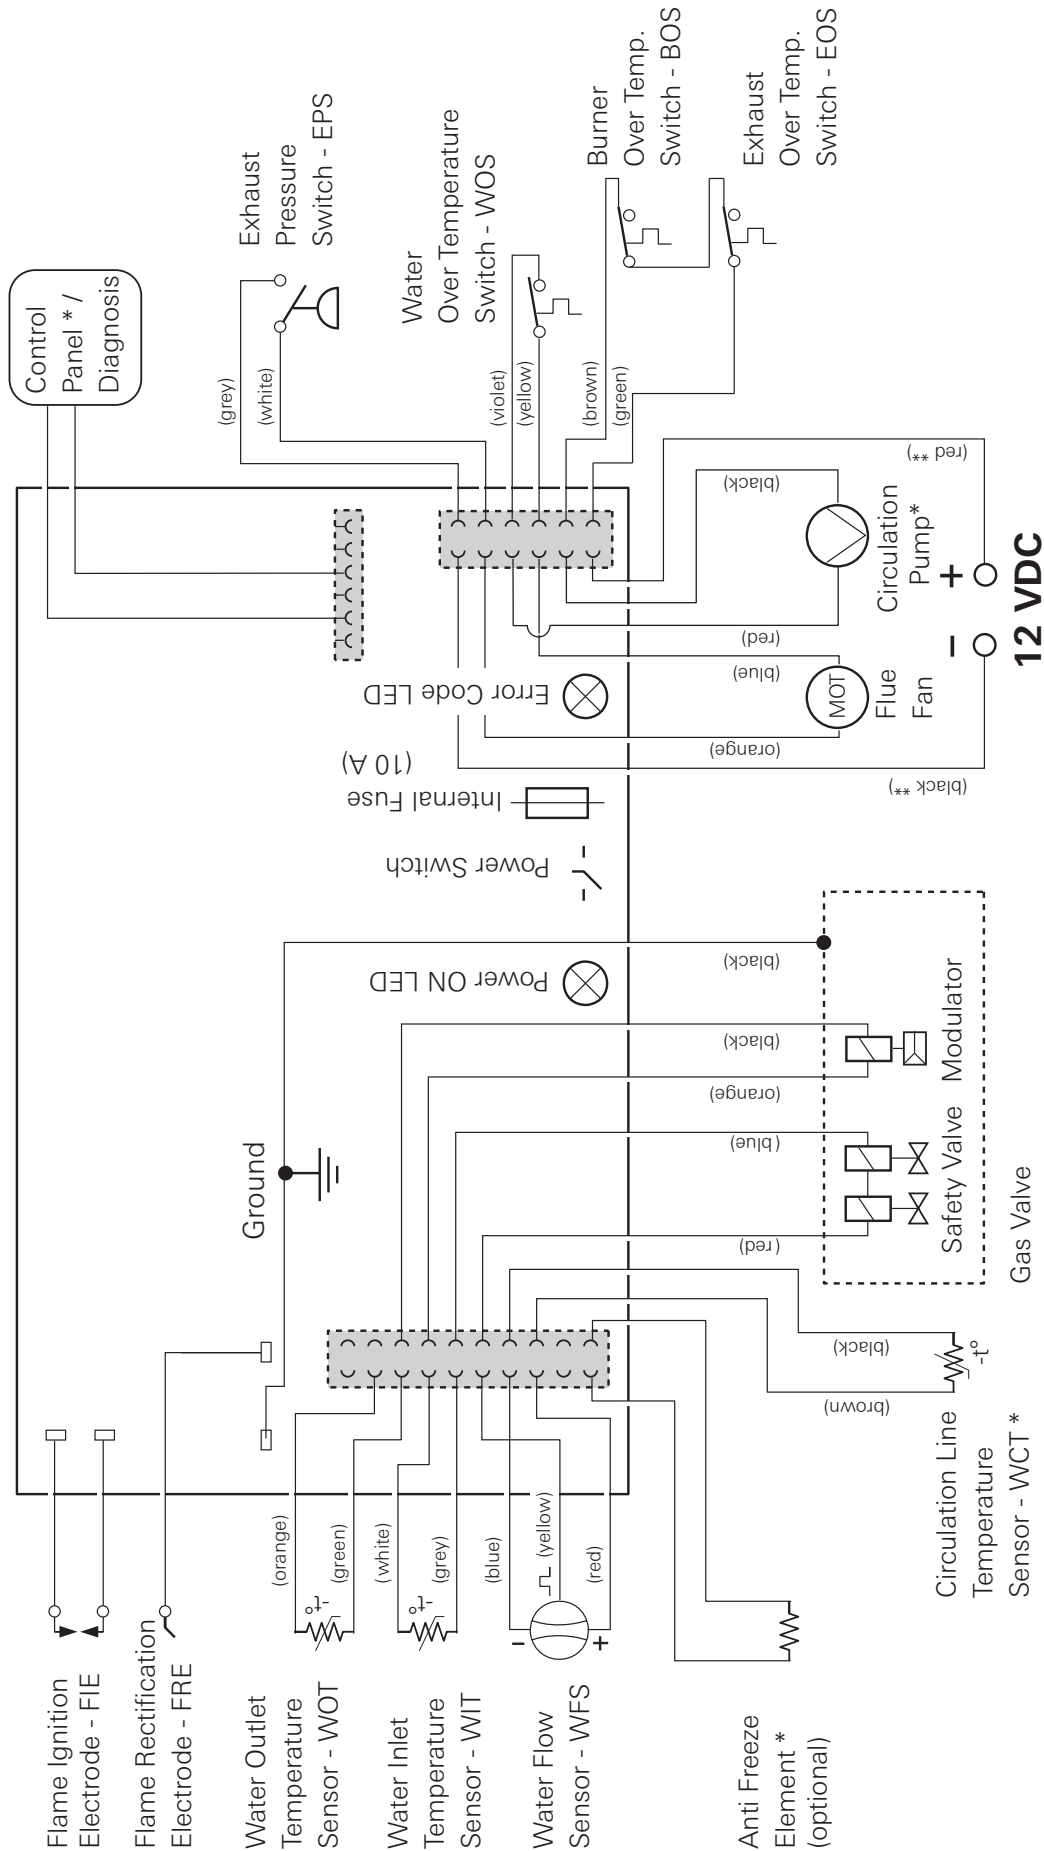 Control
Panel * /
Diagnosis
Exhaust
Pressure
Switch - EPS
Water
Over Temperature
Switch - WOS
Burner
Over Temp.
Switch - BOS
Exhaust
Over Temp.
Switch - EOS
(grey)
(white)
(violet)
(yellow)
(brown)
(green)
(red **)
(black)
Circulation
Pump*
+
–
12 VDC
(red)
(blue)
MOT
Flue
Fan
(orange)
(black **)
Error Code LED
Internal Fuse
(10 A)
Power Switch
Power ON LED
Ground
(black)
(black)
(orange)
(blue)
(red)
Modulator
Safety Valve
Gas Valve
(black)
(brown)
-t°
Circulation Line
Temperature
Sensor - WCT *
Flame Ignition
Electrode - FIE
Flame Rectification
Electrode - FRE
(orange)
(green)
-t°
Water Outlet
Temperature
Sensor - WOT
(white)
(grey)
-t°
Water Inlet
Temperature
Sensor - WIT
(blue)
(yellow)
(red)
–
+
Water Flow
Sensor - WFS
Anti Freeze
Element *
(optional)